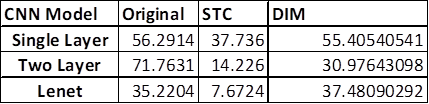 CNN Model Original STC DIM
Single Layer 56.2914 37.736 55.40540541
Two Layer 71.7631 14.226 30.97643098
Lenet 35.2204 7.6724 37.48090292